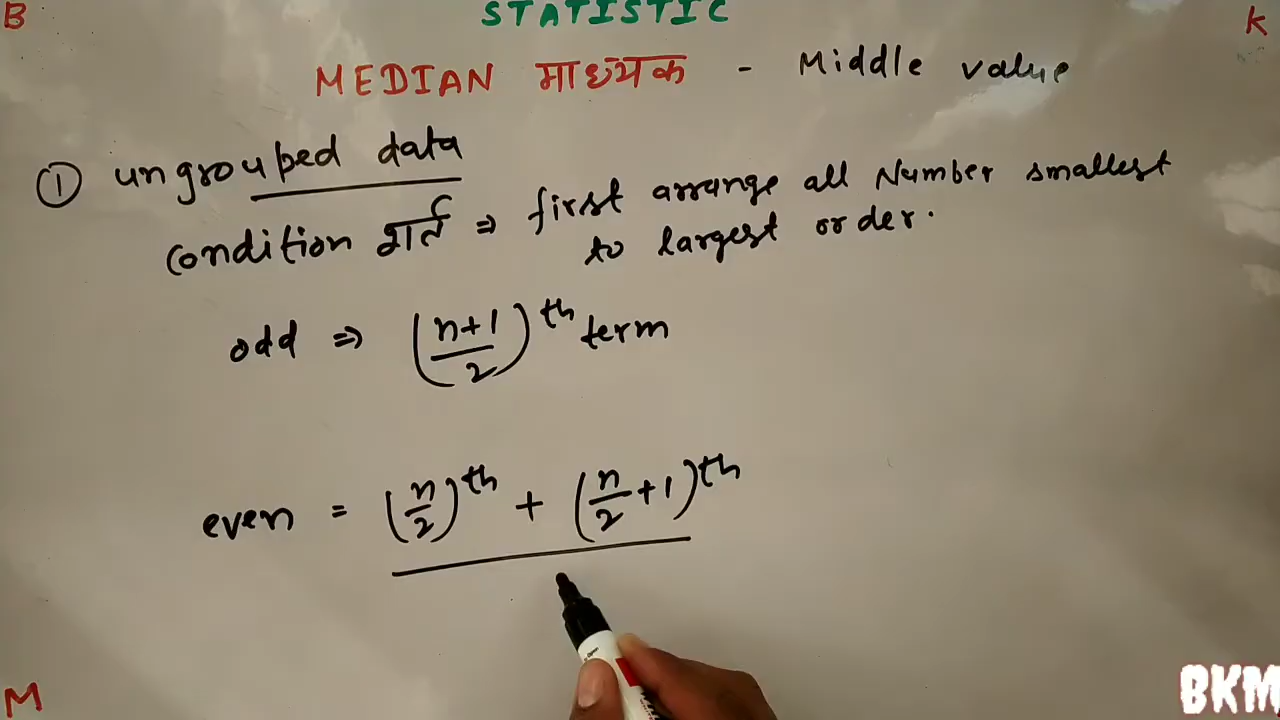 B STATISTIC K
MEDIAN माध्यक - Middle value
① ungrouped data
condition शर्त ⇒ first arrange all Number smallest
to largest order.
odd ⇒ ((n+1)/2)^th term
even = (n/2)^th + (n/2 + 1)^th
M BKM